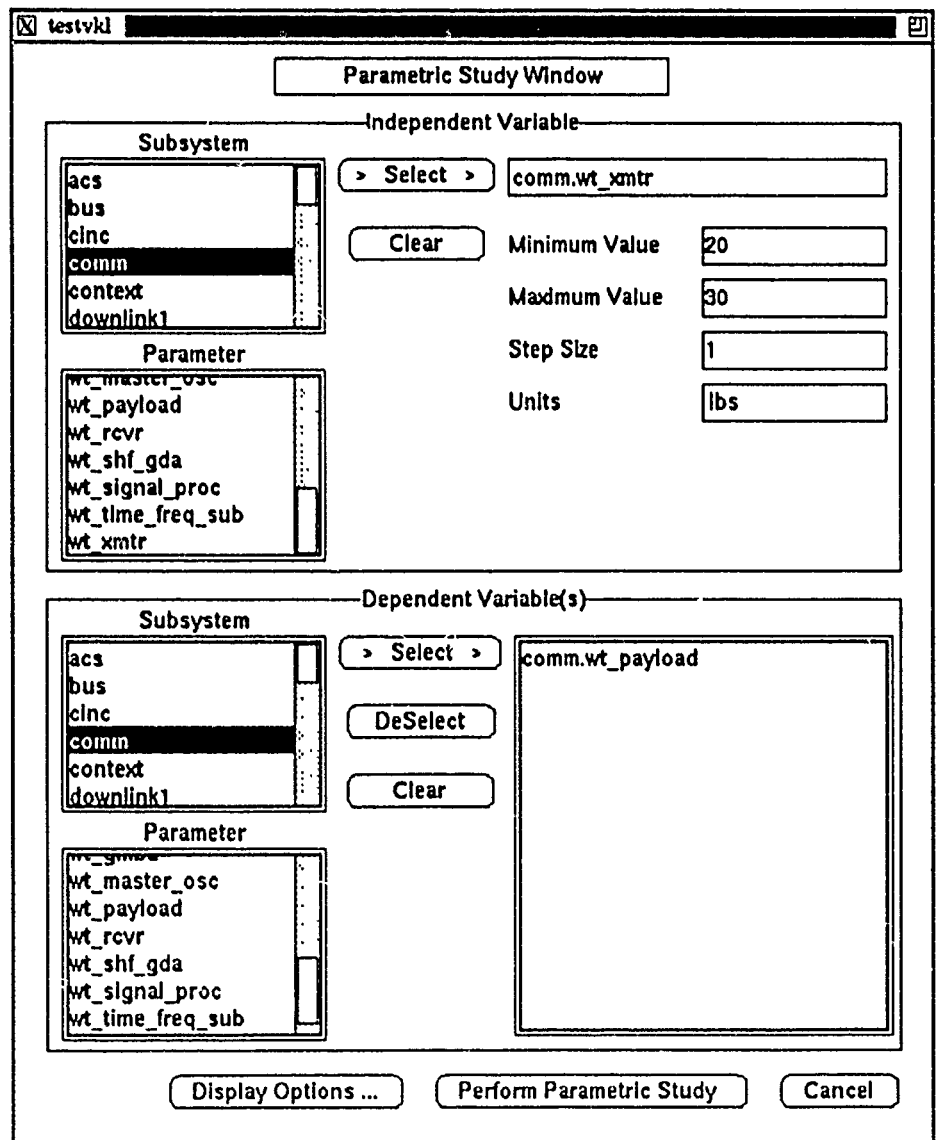 testvkl
Parametric Study Window
Independent Variable
Subsystem
acs
bus
cinc
comm
context
downlink1
> Select >
comm.wt_xmtr
Clear
Minimum Value 20
Maximum Value 30
Step Size 1
Units lbs
Parameter
wt_master_osc
wt_payload
wt_rcvr
wt_shf_gda
wt_signal_proc
wt_time_freq_sub
wt_xmtr
Dependent Variable(s)
Subsystem
acs
bus
cinc
comm
context
downlink1
> Select >
DeSelect
Clear
comm.wt_payload
Parameter
wt_master_osc
wt_payload
wt_rcvr
wt_shf_gda
wt_signal_proc
wt_time_freq_sub
Display Options ...
Perform Parametric Study
Cancel